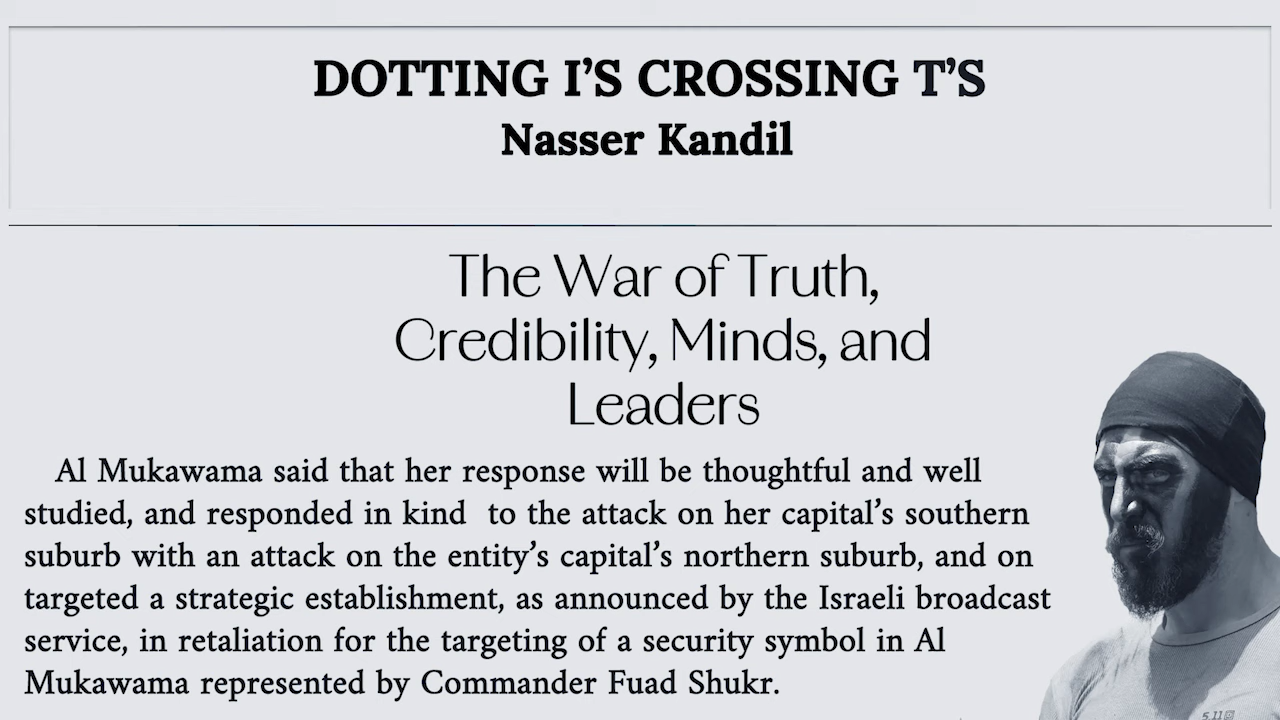 DOTTING I'S CROSSING T'S
Nasser Kandil
The War of Truth,
Credibility, Minds, and
Leaders
Al Mukawama said that her response will be thoughtful and well
studied, and responded in kind  to the attack on her capital's southern
suburb with an attack on the entity's capital's northern suburb, and on
targeted a strategic establishment, as announced by the Israeli broadcast
service, in retaliation for the targeting of a security symbol in Al
Mukawama represented by Commander Fuad Shukr.
5.11